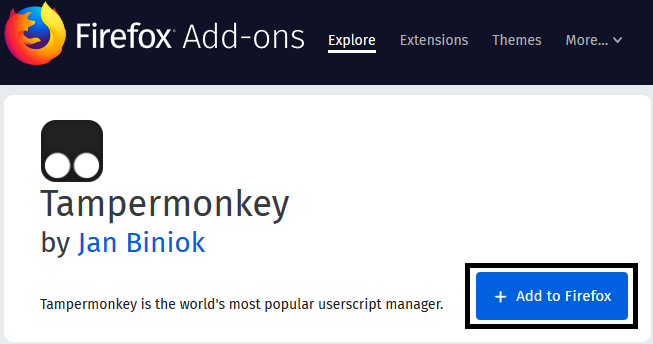 Firefox Add-ons Explore Extensions Themes More...
Tampermonkey
by Jan Biniok
Tampermonkey is the world's most popular userscript manager.
+ Add to Firefox